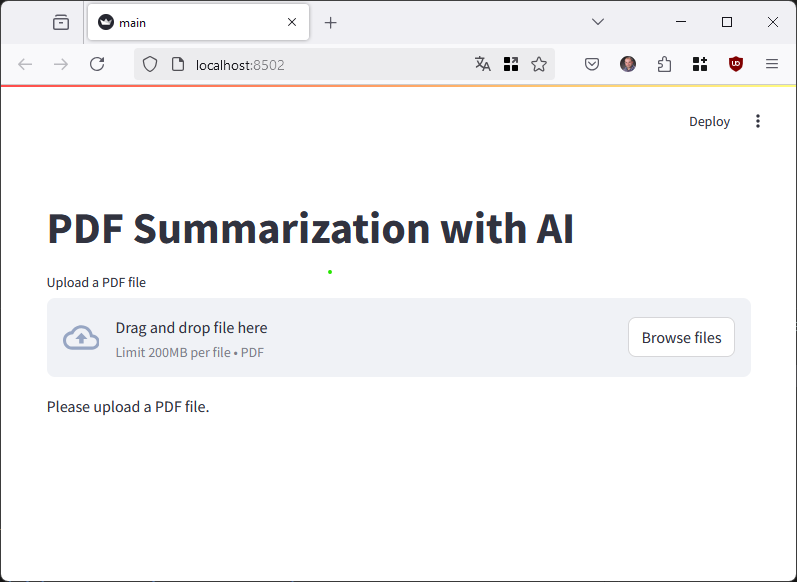 main
localhost:8502
Deploy
PDF Summarization with AI
Upload a PDF file
Drag and drop file here
Limit 200MB per file • PDF
Browse files
Please upload a PDF file.